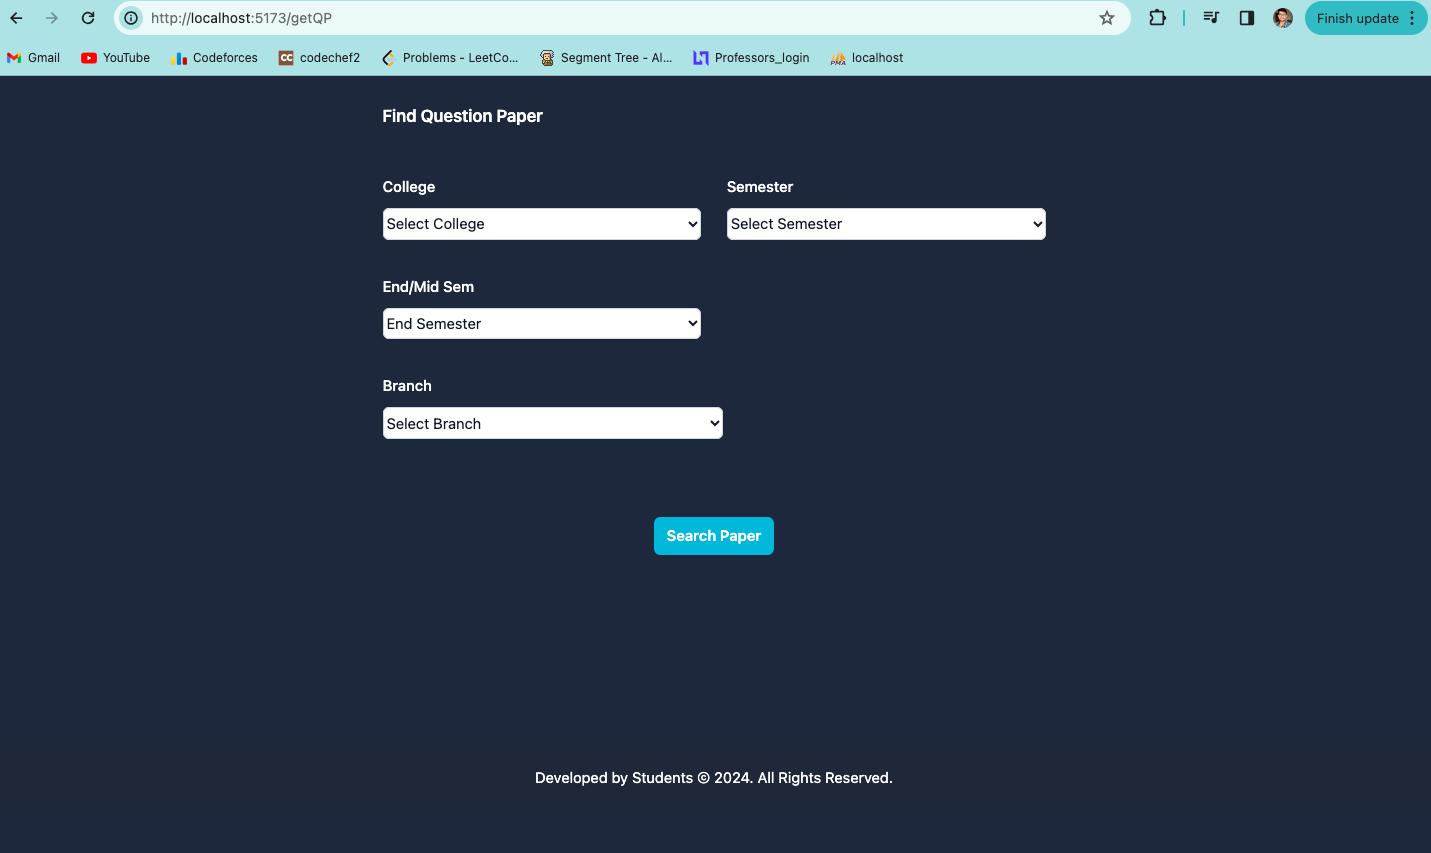 http://localhost:5173/getQP
Finish update
Gmail YouTube Codeforces CC codechef2 Problems - LeetCo... Segment Tree - Al... Professors_login PMA localhost
Find Question Paper
College Semester
Select College Select Semester
End/Mid Sem
End Semester
Branch
Select Branch
Search Paper
Developed by Students © 2024. All Rights Reserved.